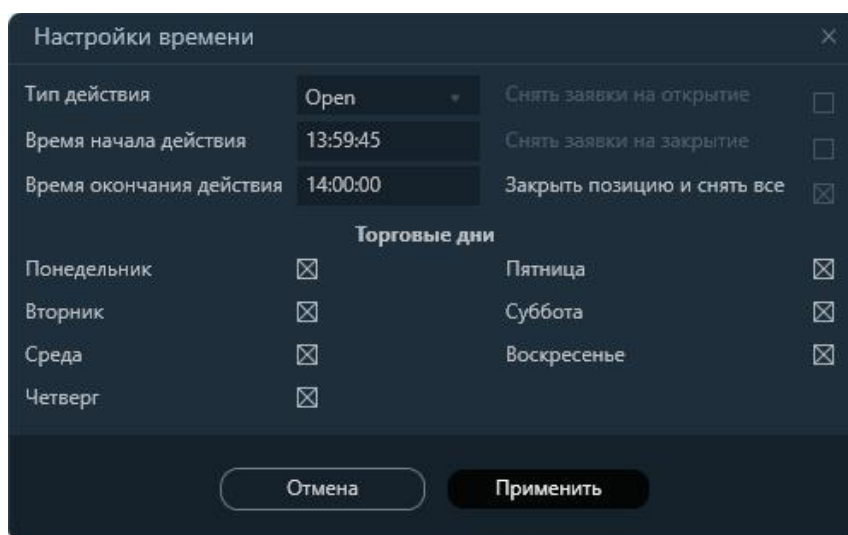 Настройки времени
Тип действия Open Снять заявки на открытие
Время начала действия 13:59:45 Снять заявки на закрытие
Время окончания действия 14:00:00 Закрыть позицию и снять все
Торговые дни
Понедельник Пятница
Вторник Суббота
Среда Воскресенье
Четверг
Отмена Применить